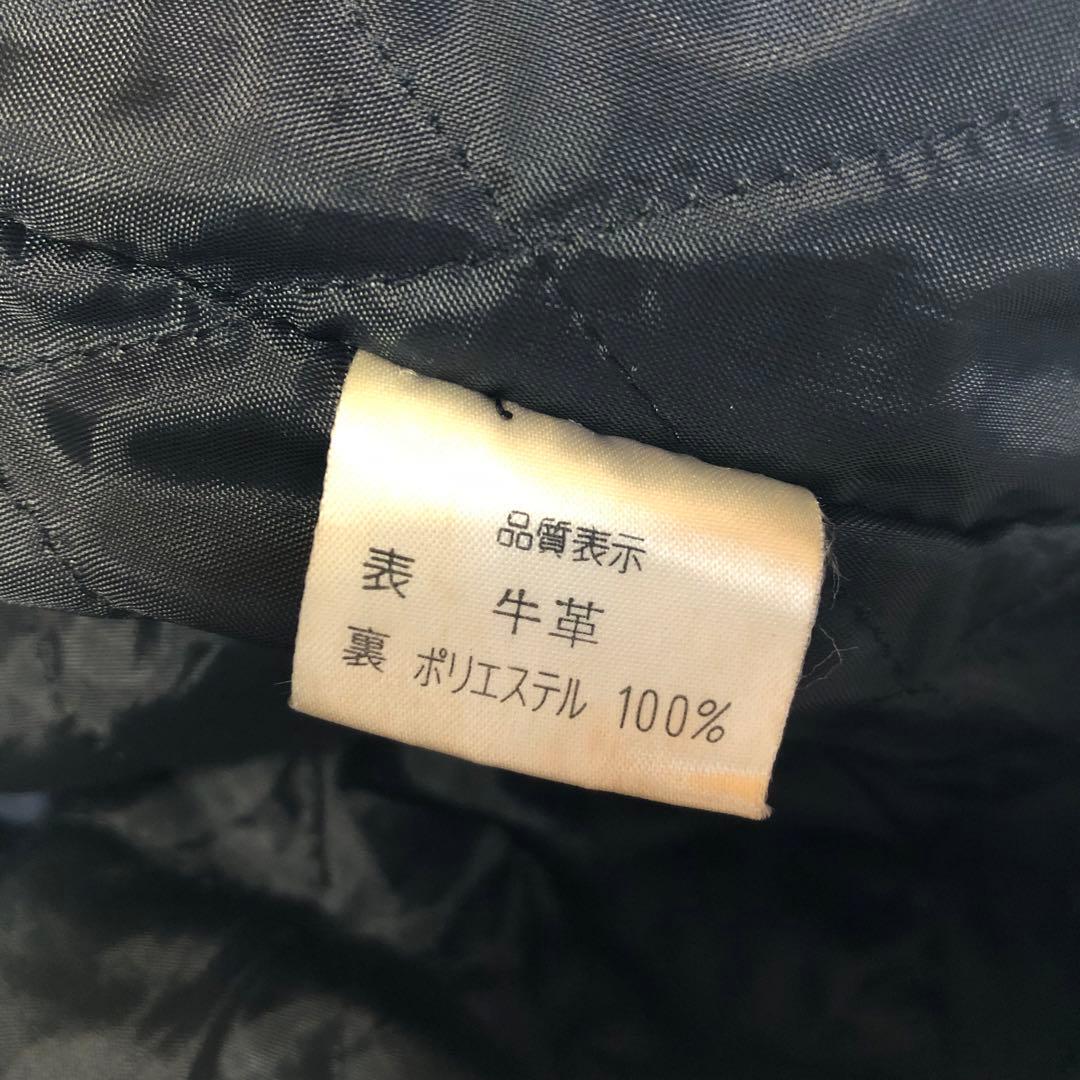 品質表示
表 牛革
裏 ポリエステル 100%